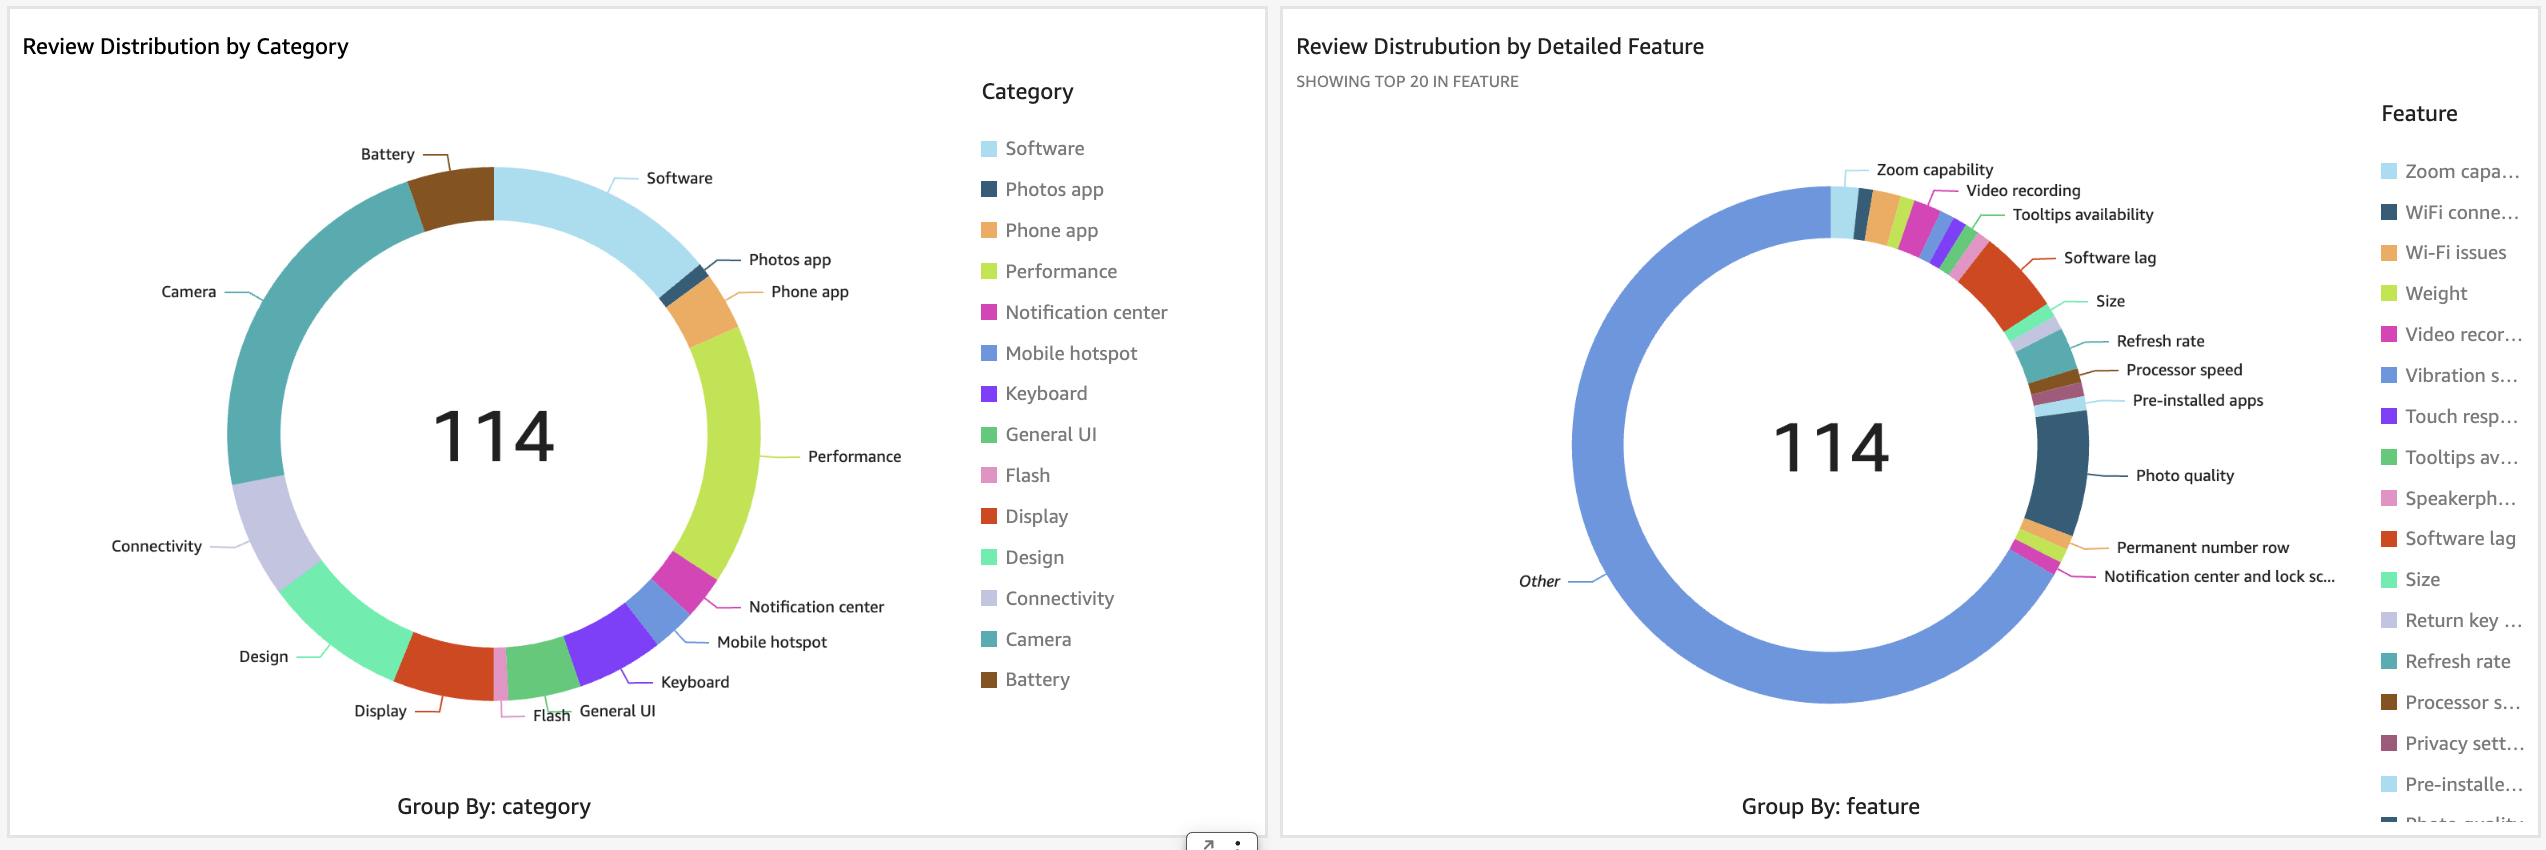 Review Distribution by Category
Category
Software
Photos app
Phone app
Performance
Notification center
Mobile hotspot
Keyboard
General UI
Flash
Display
Design
Connectivity
Camera
Battery
Battery
Software
Photos app
Phone app
Camera
114
Performance
Connectivity
Notification center
Mobile hotspot
Design
Keyboard
Display
Flash
General UI
Group By: category
Review Distrubution by Detailed Feature
SHOWING TOP 20 IN FEATURE
Feature
Zoom capa...
WiFi conne...
Wi-Fi issues
Weight
Video recor...
Vibration s...
Touch resp...
Tooltips av...
Speakerph...
Software lag
Size
Return key ...
Refresh rate
Processor s...
Privacy sett...
Pre-installe...
Photo quality
Zoom capability
Video recording
Tooltips availability
Software lag
Size
Refresh rate
Processor speed
Pre-installed apps
114
Photo quality
Permanent number row
Notification center and lock sc...
Other
Group By: feature